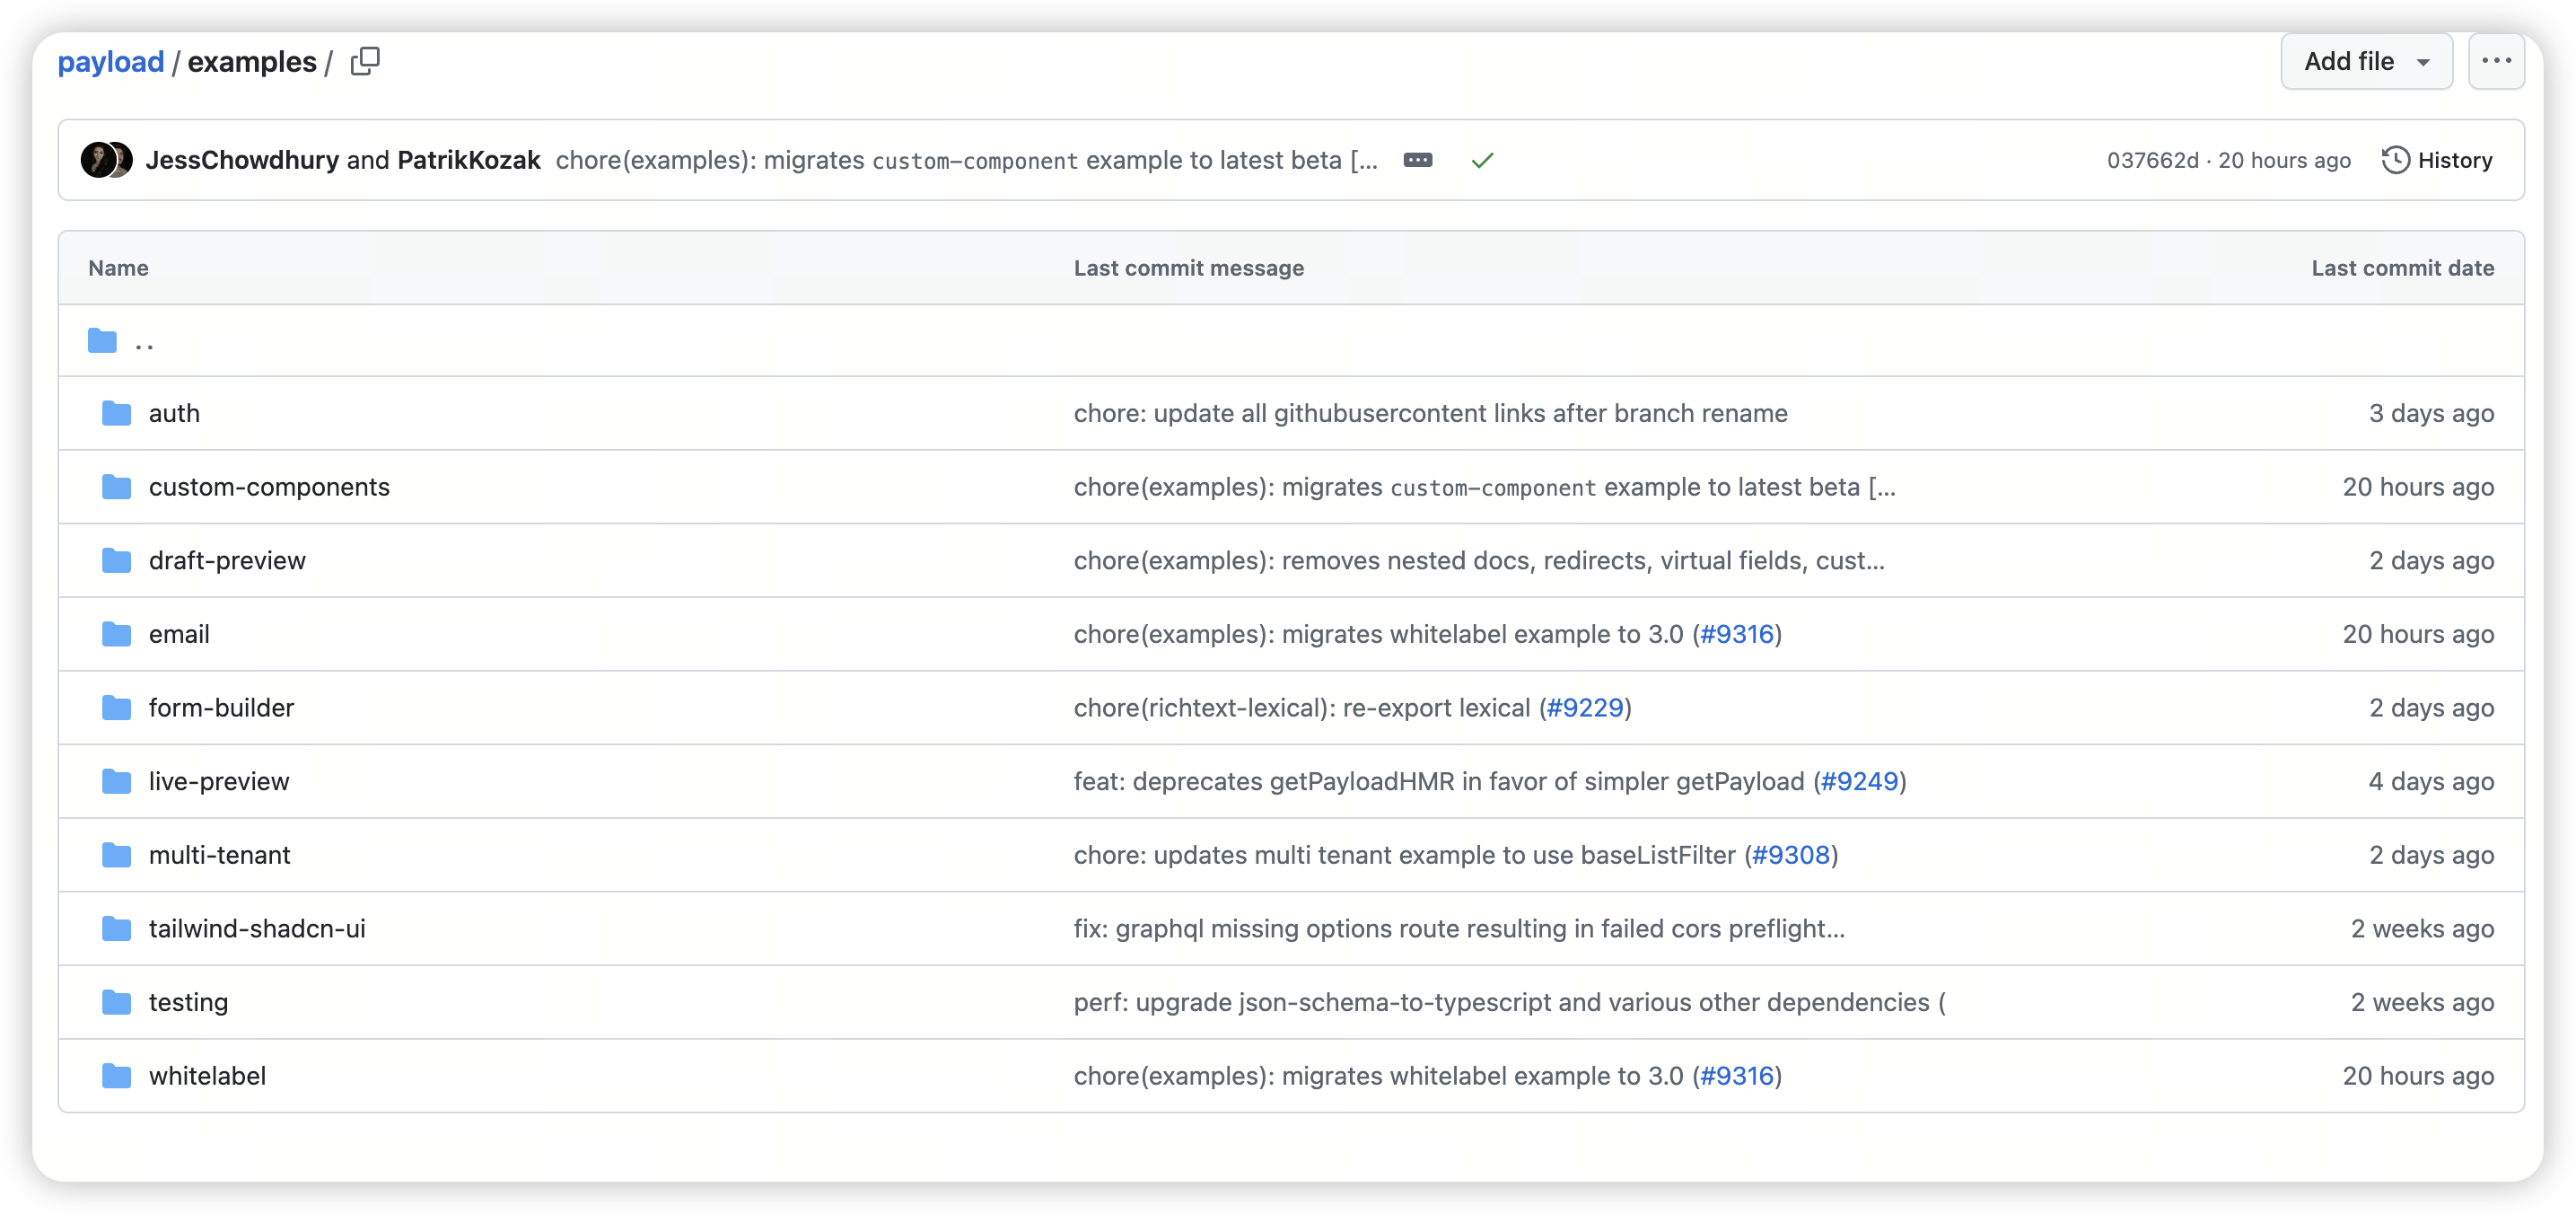 payload / examples /
Add file
JessChowdhury and PatrikKozak chore(examples): migrates custom-component example to latest beta [... 037662d · 20 hours ago History
Name Last commit message Last commit date
..
auth chore: update all githubusercontent links after branch rename 3 days ago
custom-components chore(examples): migrates custom-component example to latest beta [... 20 hours ago
draft-preview chore(examples): removes nested docs, redirects, virtual fields, cust... 2 days ago
email chore(examples): migrates whitelabel example to 3.0 (#9316) 20 hours ago
form-builder chore(richtext-lexical): re-export lexical (#9229) 2 days ago
live-preview feat: deprecates getPayloadHMR in favor of simpler getPayload (#9249) 4 days ago
multi-tenant chore: updates multi tenant example to use baseListFilter (#9308) 2 days ago
tailwind-shadcn-ui fix: graphql missing options route resulting in failed cors preflight... 2 weeks ago
testing perf: upgrade json-schema-to-typescript and various other dependencies ( 2 weeks ago
whitelabel chore(examples): migrates whitelabel example to 3.0 (#9316) 20 hours ago